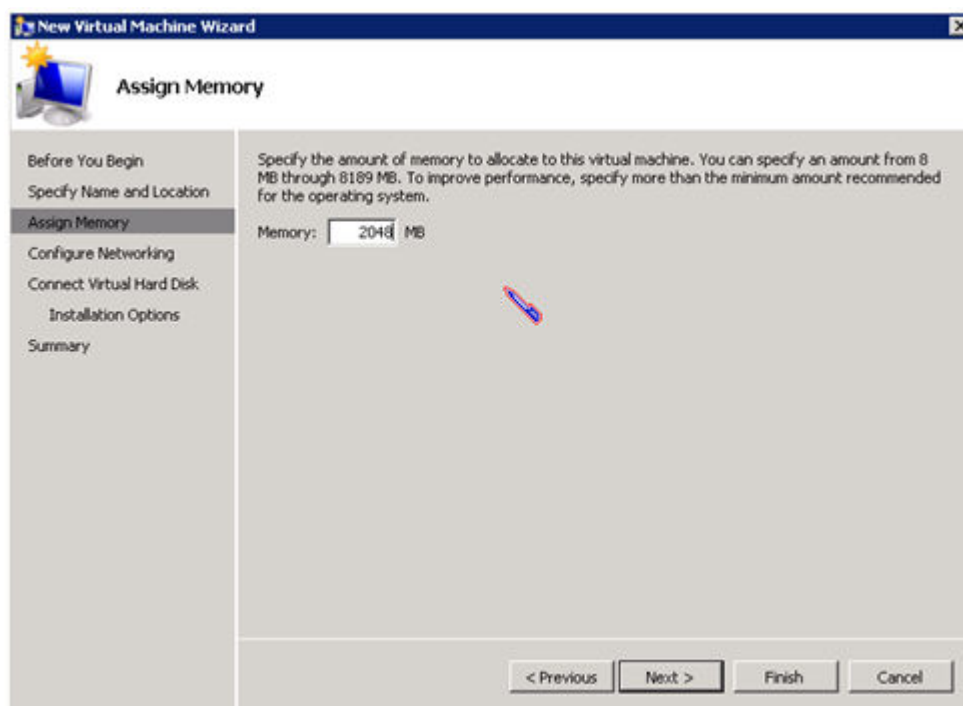 New Virtual Machine Wizard
Assign Memory
Before You Begin
Specify Name and Location
Assign Memory
Configure Networking
Connect Virtual Hard Disk
Installation Options
Summary
Specify the amount of memory to allocate to this virtual machine. You can specify an amount from 8
MB through 8189 MB. To improve performance, specify more than the minimum amount recommended
for the operating system.
Memory: 2048 MB
< Previous Next > Finish Cancel